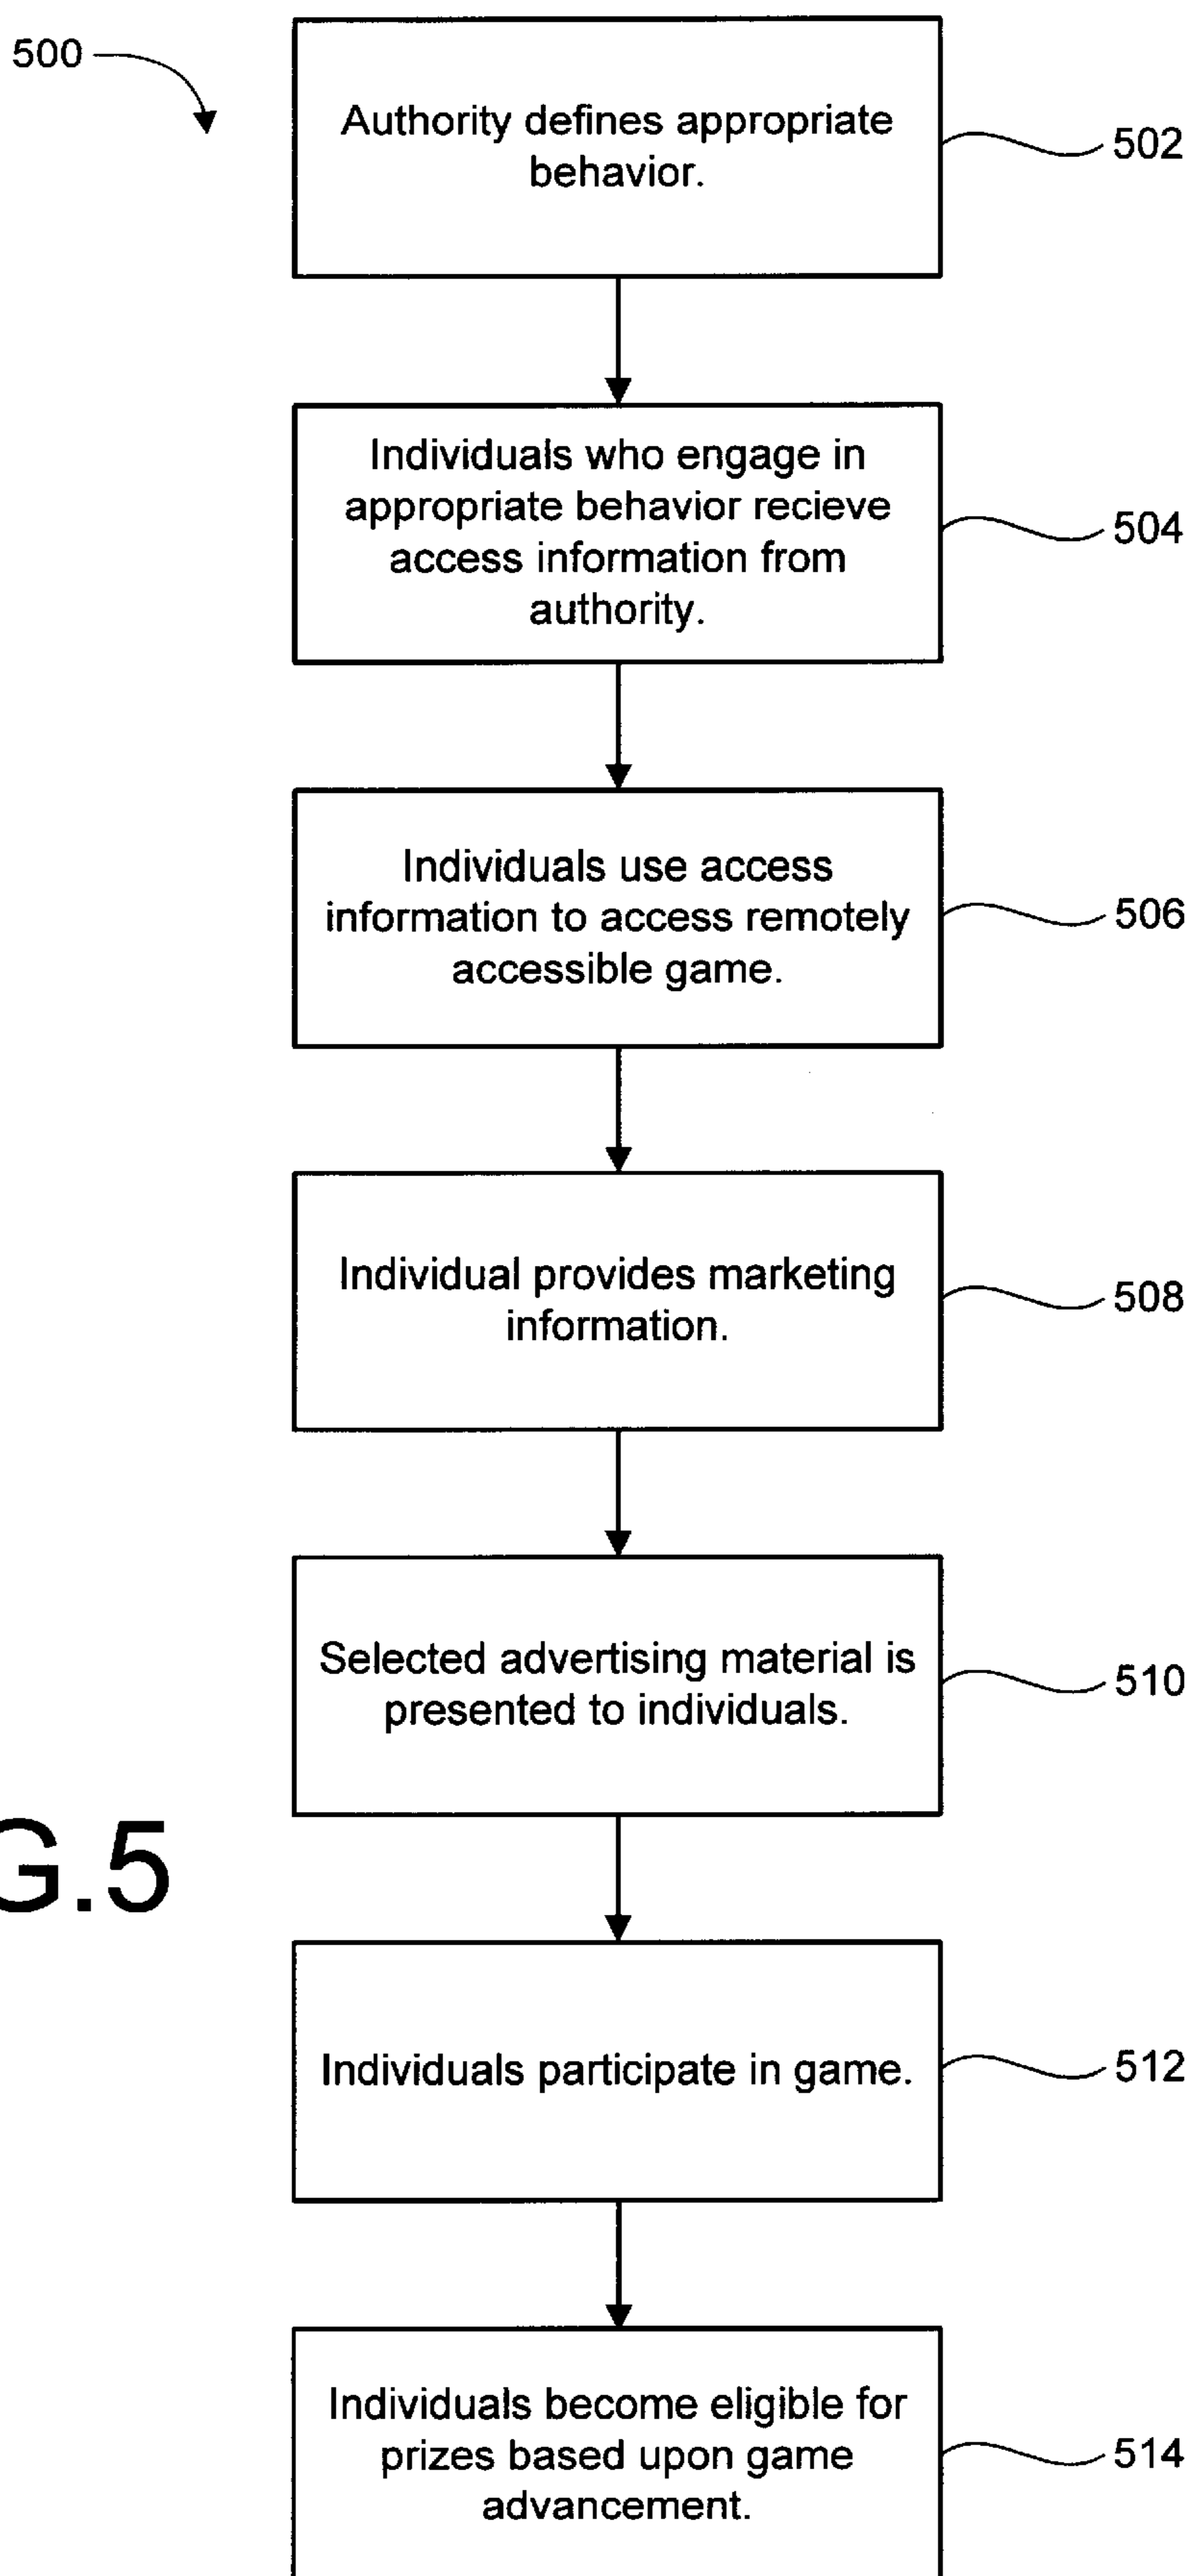 500
Authority defines appropriate
behavior.
502
Individuals who engage in
appropriate behavior recieve
access information from
authority.
504
Individuals use access
information to access remotely
accessible game.
506
Individual provides marketing
information.
508
Selected advertising material is
presented to individuals.
510
G.5
Individuals participate in game.
512
Individuals become eligible for
prizes based upon game
advancement.
514